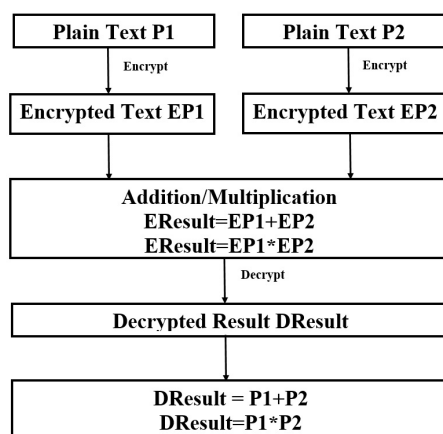 Plain Text P1
Plain Text P2
Encrypt
Encrypt
Encrypted Text EP1
Encrypted Text EP2
Addition/Multiplication
EResult=EP1+EP2
EResult=EP1*EP2
Decrypt
Decrypted Result DResult
DResult = P1+P2
DResult=P1*P2